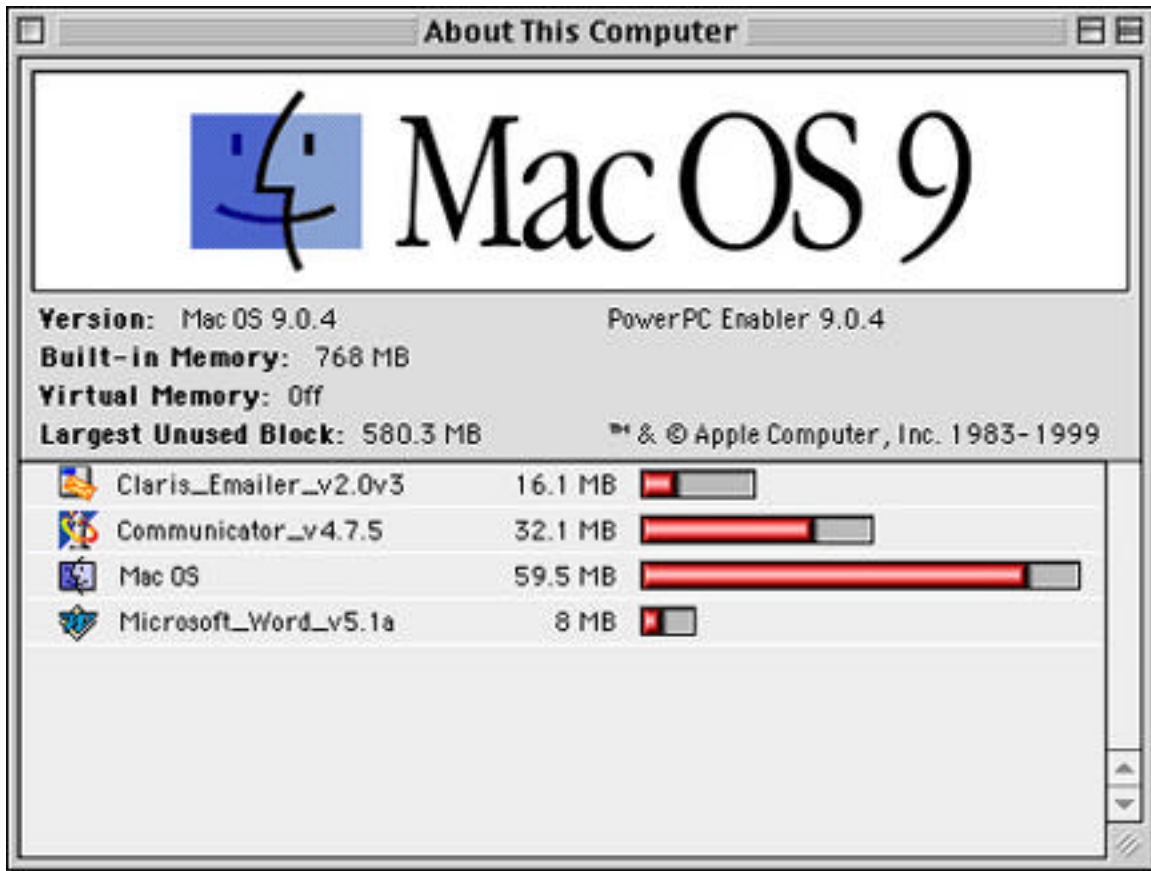 About This Computer
Mac OS 9
Version: Mac OS 9.0.4 PowerPC Enabler 9.0.4
Built-in Memory: 768 MB
Virtual Memory: Off
Largest Unused Block: 580.3 MB ™ & © Apple Computer, Inc. 1983-1999
Claris_Emailer_v2.0v3 16.1 MB
Communicator_v4.7.5 32.1 MB
Mac OS 59.5 MB
Microsoft_Word_v5.1a 8 MB